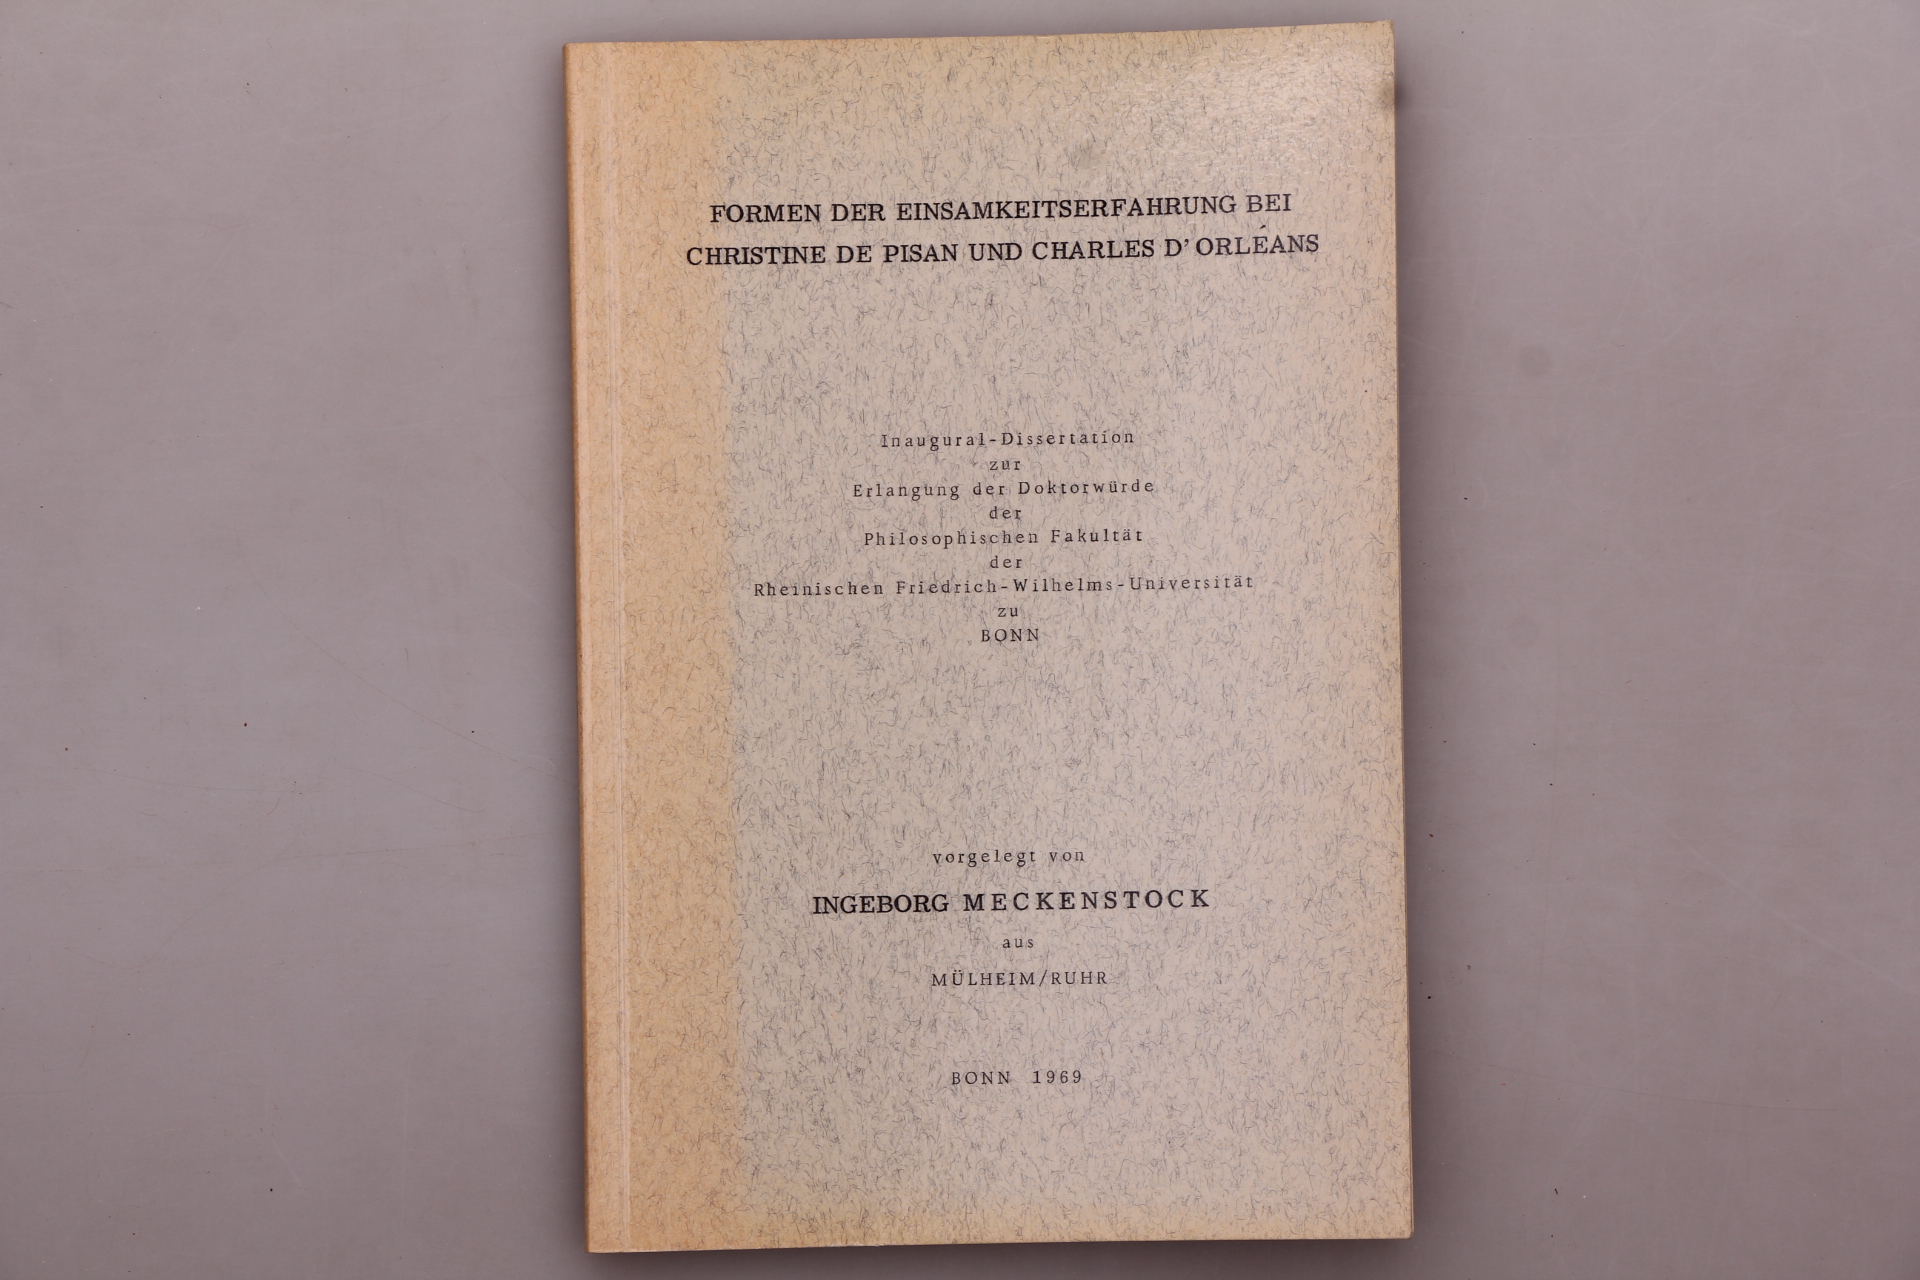 FORMEN DER EINSAMKEITSERFAHRUNG BEI
CHRISTINE DE PISAN UND CHARLES D'ORLÉANS
Inaugural-Dissertation
zur
Erlangung der Doktorwürde
der
Philosophischen Fakultät
der
Rheinischen Friedrich-Wilhelms-Universität
zu
BONN
vorgelegt von
INGEBORG MECKENSTOCK
aus
MÜLHEIM/RUHR
BONN 1969